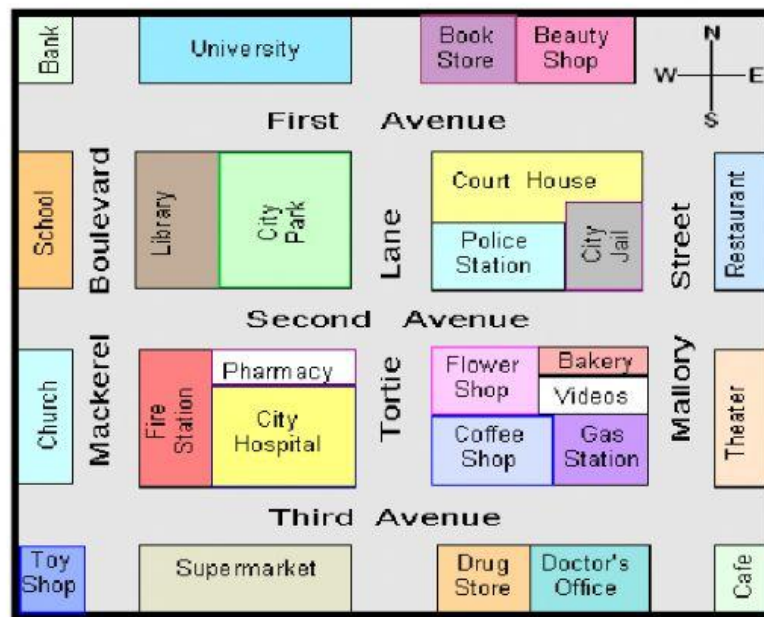 Bank
University
Book
Store
Beauty
Shop
N
W
E
S
First Avenue
School
Boulevard
Library
City
Park
Lane
Court House
Police
Station
City
Jail
Street
Restaurant
Second Avenue
Church
Mackerel
Fire
Station
Pharmacy
City
Hospital
Tortie
Flower
Shop
Bakery
Videos
Coffee
Shop
Gas
Station
Mallory
Theater
Third Avenue
Toy
Shop
Supermarket
Drug
Store
Doctor's
Office
Cafe